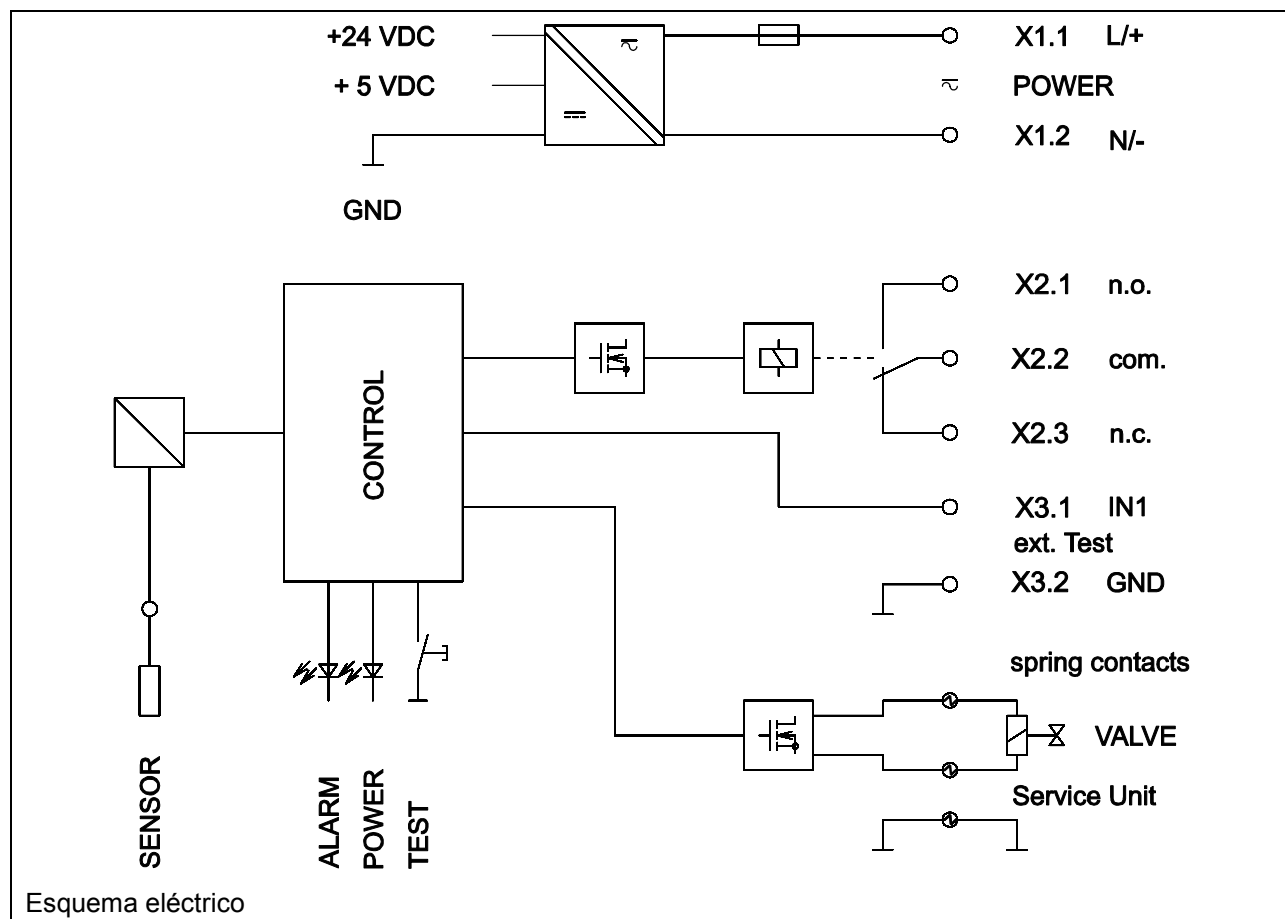 +24 VDC
X1.1 L/+
+ 5 VDC
POWER
X1.2 N/-
GND
X2.1 n.o.
X2.2 com.
X2.3 n.c.
CONTROL
X3.1 IN1
ext. Test
X3.2 GND
spring contacts
VALVE
Service Unit
SENSOR
ALARM
POWER
TEST
Esquema eléctrico